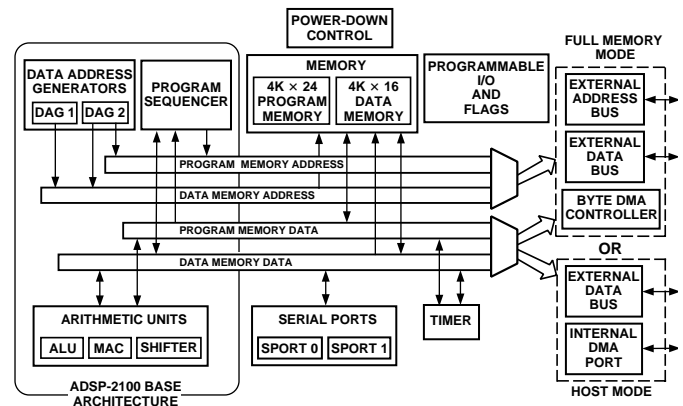 POWER-DOWN
CONTROL
FULL MEMORY
MODE
DATA ADDRESS
GENERATORS
DAG 1
DAG 2
PROGRAM
SEQUENCER
MEMORY
4K × 24
PROGRAM
MEMORY
4K × 16
DATA
MEMORY
PROGRAMMABLE
I/O
AND
FLAGS
EXTERNAL
ADDRESS
BUS
EXTERNAL
DATA
BUS
BYTE DMA
CONTROLLER
PROGRAM MEMORY ADDRESS
DATA MEMORY ADDRESS
PROGRAM MEMORY DATA
DATA MEMORY DATA
OR
EXTERNAL
DATA
BUS
INTERNAL
DMA
PORT
HOST MODE
ARITHMETIC UNITS
ALU
MAC
SHIFTER
SERIAL PORTS
SPORT 0
SPORT 1
TIMER
ADSP-2100 BASE
ARCHITECTURE